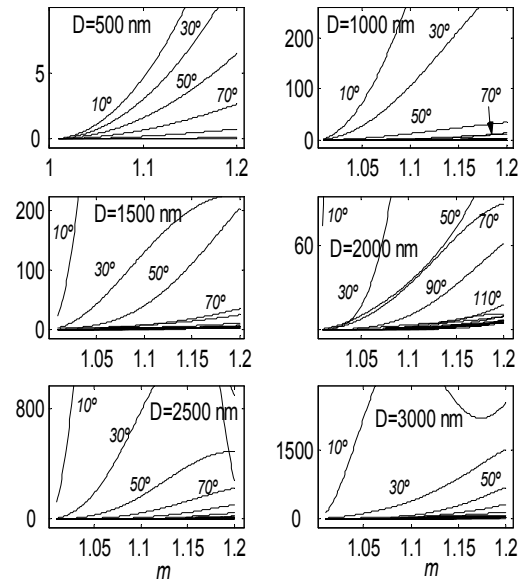 D=500 nm
5
0
10º
30º
50º
70º
1
1.1
1.2
D=1000 nm
200
100
0
10º
30º
50º
70º
1.05
1.1
1.15
1.2
D=1500 nm
200
100
0
10º
30º
50º
70º
1.05
1.1
1.15
1.2
D=2000 nm
60
0
10º
30º
50º
70º
90º
110º
1.05
1.1
1.15
1.2
D=2500 nm
800
0
10º
30º
50º
70º
1.05
1.1
1.15
1.2
m
D=3000 nm
1500
0
10º
30º
50º
1.05
1.1
1.15
1.2
m